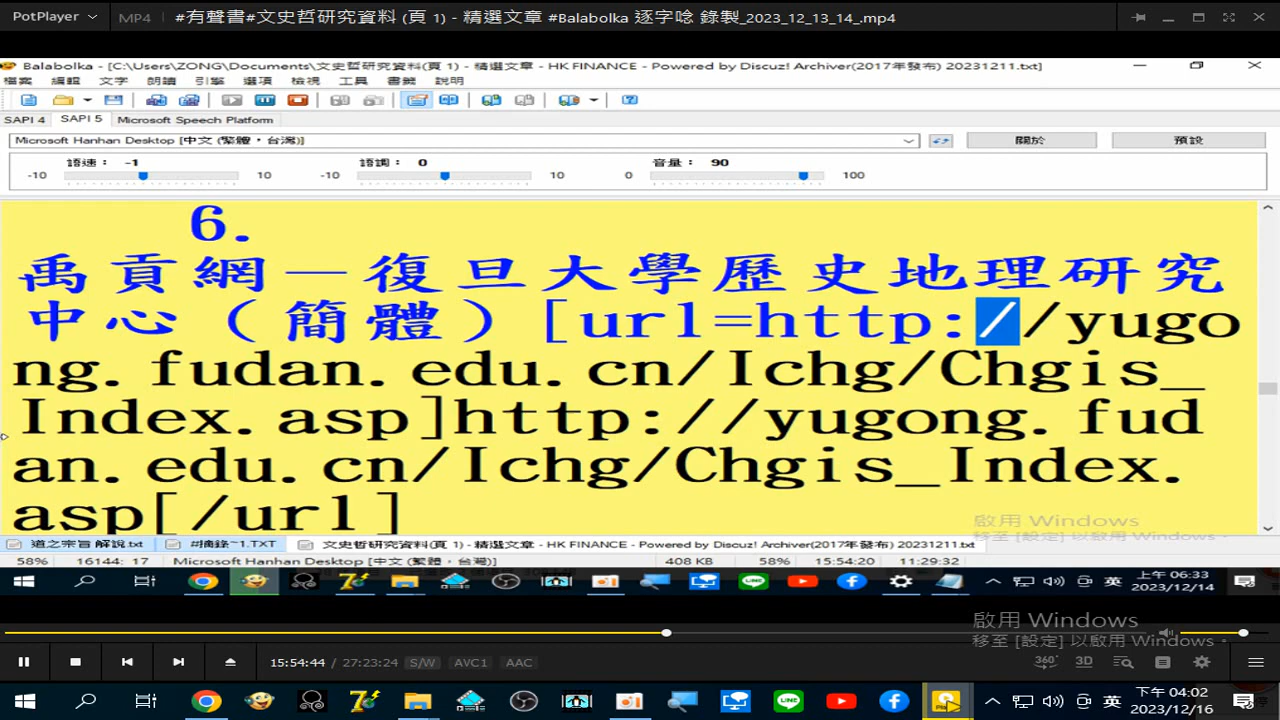 PotPlayer
MP4
#有聲書#文史哲研究資料 (頁 1) - 精選文章 #Balabolka 逐字唸 錄製_2023_12_13_14_.mp4
Balabolka - [C:\Users\ZONG\Documents\文史哲研究資料(頁 1) - 精選文章 - HK FINANCE - Powered by Discuz! Archiver(2017年發布) 20231211.txt]
檔案 編輯 文字 朗讀 引擎 選項 檢視 工具 書籤 說明
SAPI 4 SAPI 5 Microsoft Speech Platform
Microsoft Hanhan Desktop [中文 (繁體，台灣)]
關於 預設
語速： -1 語調： 0 音量： 90
-10 10 -10 10 0 100
6.
禹貢網—復旦大學歷史地理研究
中心（簡體）[url=http://yugo
ng.fudan.edu.cn/Ichg/Chgis_
Index.asp]http://yugong.fud
an.edu.cn/Ichg/Chgis_Index.
asp[/url]
啟用 Windows
移至 [設定] 以啟用 Windows。
道之宗旨 解說.txt #摘錄~1.TXT 文史哲研究資料(頁 1) - 精選文章 - HK FINANCE - Powered by Discuz! Archiver(2017年發布) 20231211.txt
58% 16144: 17 Microsoft Hanhan Desktop [中文 (繁體，台灣)] 408 KB 58% 15:54:20 11:29:32
英 上午 06:33
2023/12/14
啟用 Windows
移至 [設定] 以啟用 Windows。
15:54:44 / 27:23:24 S/W AVC1 AAC
360° 3D
英 下午 04:02
2023/12/16